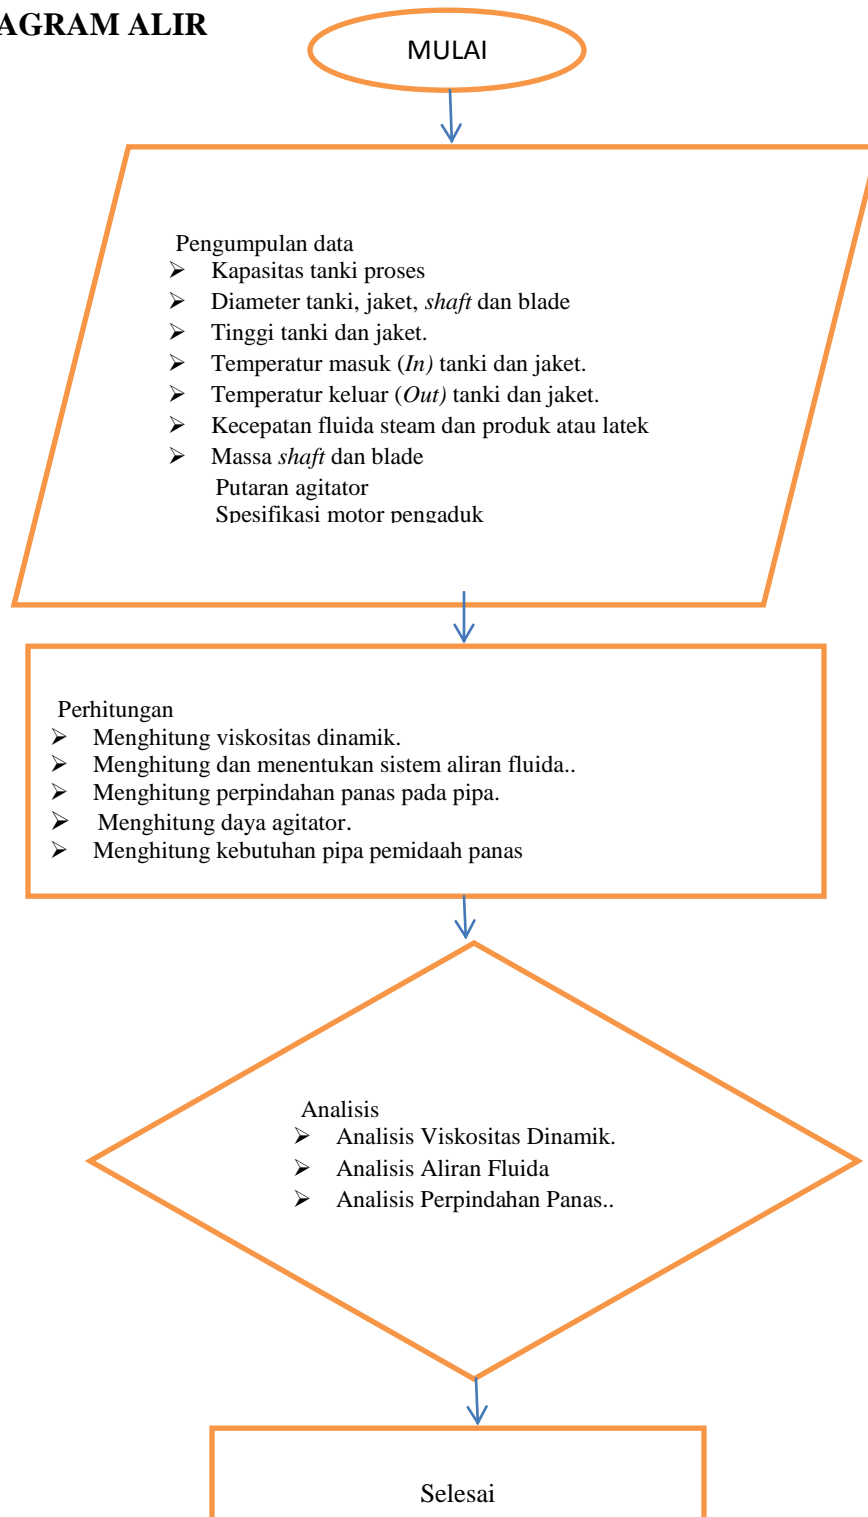 AGRAM ALIR
MULAI
Pengumpulan data
➢ Kapasitas tanki proses
➢ Diameter tanki, jaket, shaft dan blade
➢ Tinggi tanki dan jaket.
➢ Temperatur masuk (In) tanki dan jaket.
➢ Temperatur keluar (Out) tanki dan jaket.
➢ Kecepatan fluida steam dan produk atau latek
➢ Massa shaft dan blade
Putaran agitator
Spesifikasi motor pengaduk
Perhitungan
➢ Menghitung viskositas dinamik.
➢ Menghitung dan menentukan sistem aliran fluida..
➢ Menghitung perpindahan panas pada pipa.
➢ Menghitung daya agitator.
➢ Menghitung kebutuhan pipa pemidaah panas
Analisis
➢ Analisis Viskositas Dinamik.
➢ Analisis Aliran Fluida
➢ Analisis Perpindahan Panas..
Selesai